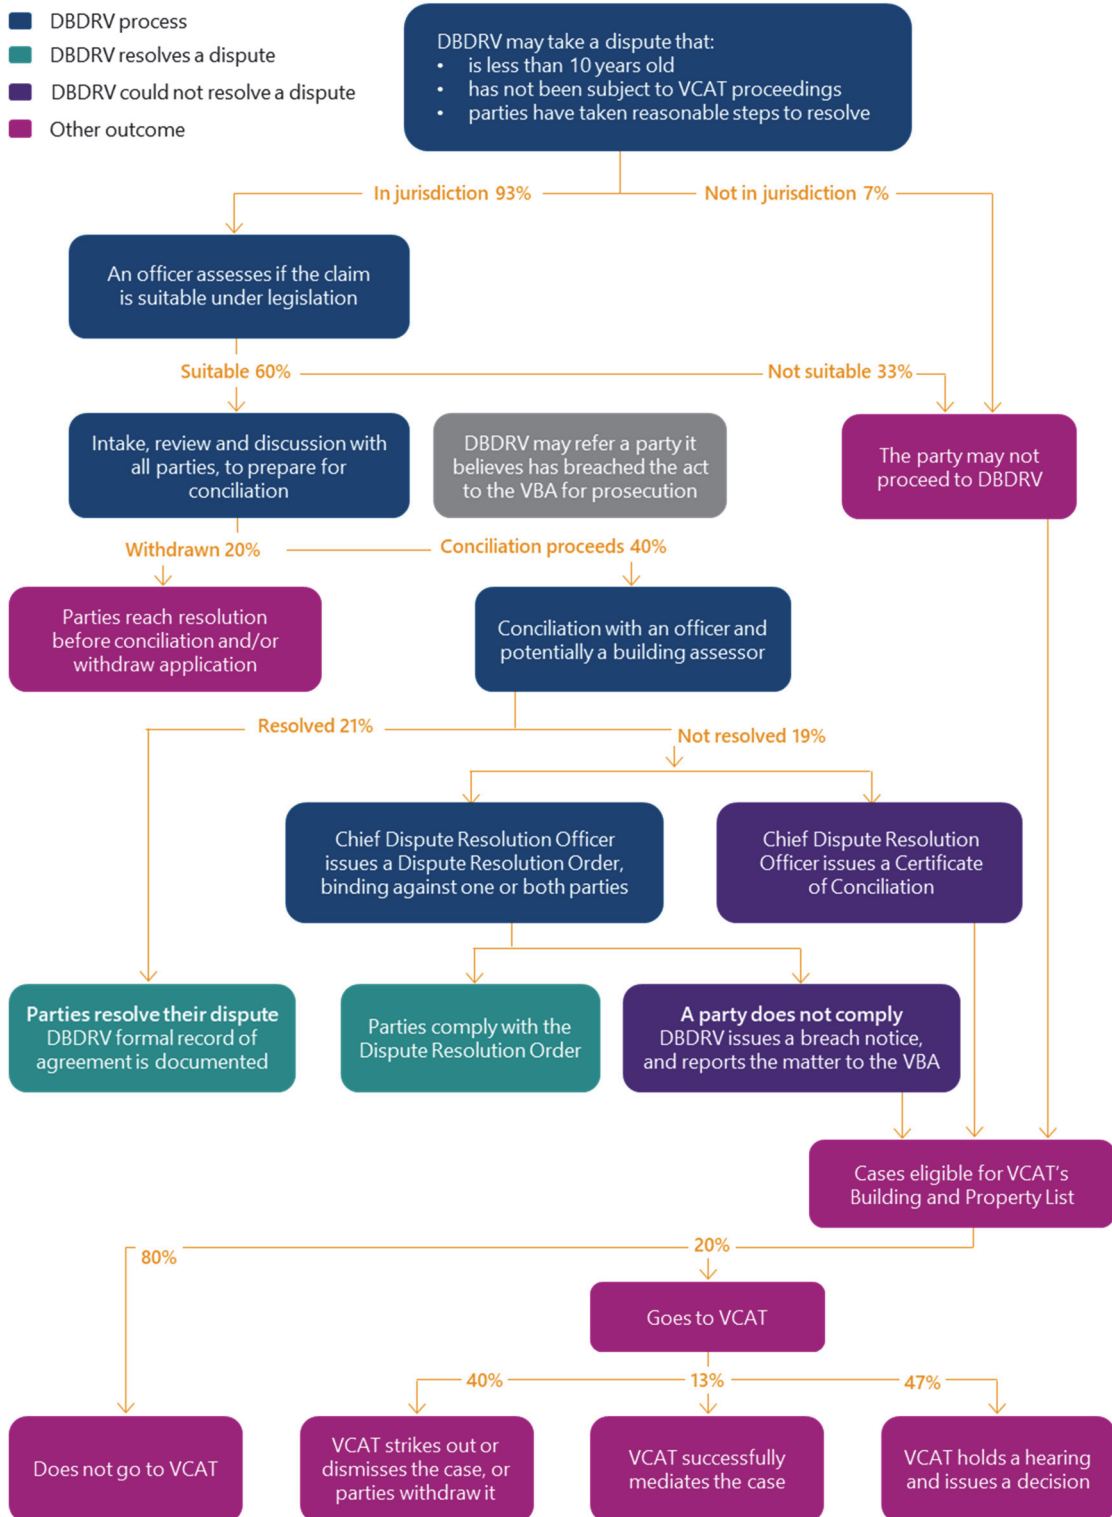 DBDRV process
DBDRV resolves a dispute
DBDRV could not resolve a dispute
Other outcome
DBDRV may take a dispute that:
• is less than 10 years old
• has not been subject to VCAT proceedings
• parties have taken reasonable steps to resolve
In jurisdiction 93%
Not in jurisdiction 7%
An officer assesses if the claim
is suitable under legislation
Suitable 60%
Not suitable 33%
Intake, review and discussion with
all parties, to prepare for
conciliation
DBDRV may refer a party it
believes has breached the act
to the VBA for prosecution
The party may not
proceed to DBDRV
Withdrawn 20%
Conciliation proceeds 40%
Parties reach resolution
before conciliation and/or
withdraw application
Conciliation with an officer and
potentially a building assessor
Resolved 21%
Not resolved 19%
Chief Dispute Resolution Officer
issues a Dispute Resolution Order,
binding against one or both parties
Chief Dispute Resolution
Officer issues a Certificate
of Conciliation
Parties resolve their dispute
DBDRV formal record of
agreement is documented
Parties comply with the
Dispute Resolution Order
A party does not comply
DBDRV issues a breach notice,
and reports the matter to the VBA
Cases eligible for VCAT's
Building and Property List
80%
20%
Goes to VCAT
40%
13%
47%
Does not go to VCAT
VCAT strikes out or
dismisses the case, or
parties withdraw it
VCAT successfully
mediates the case
VCAT holds a hearing
and issues a decision